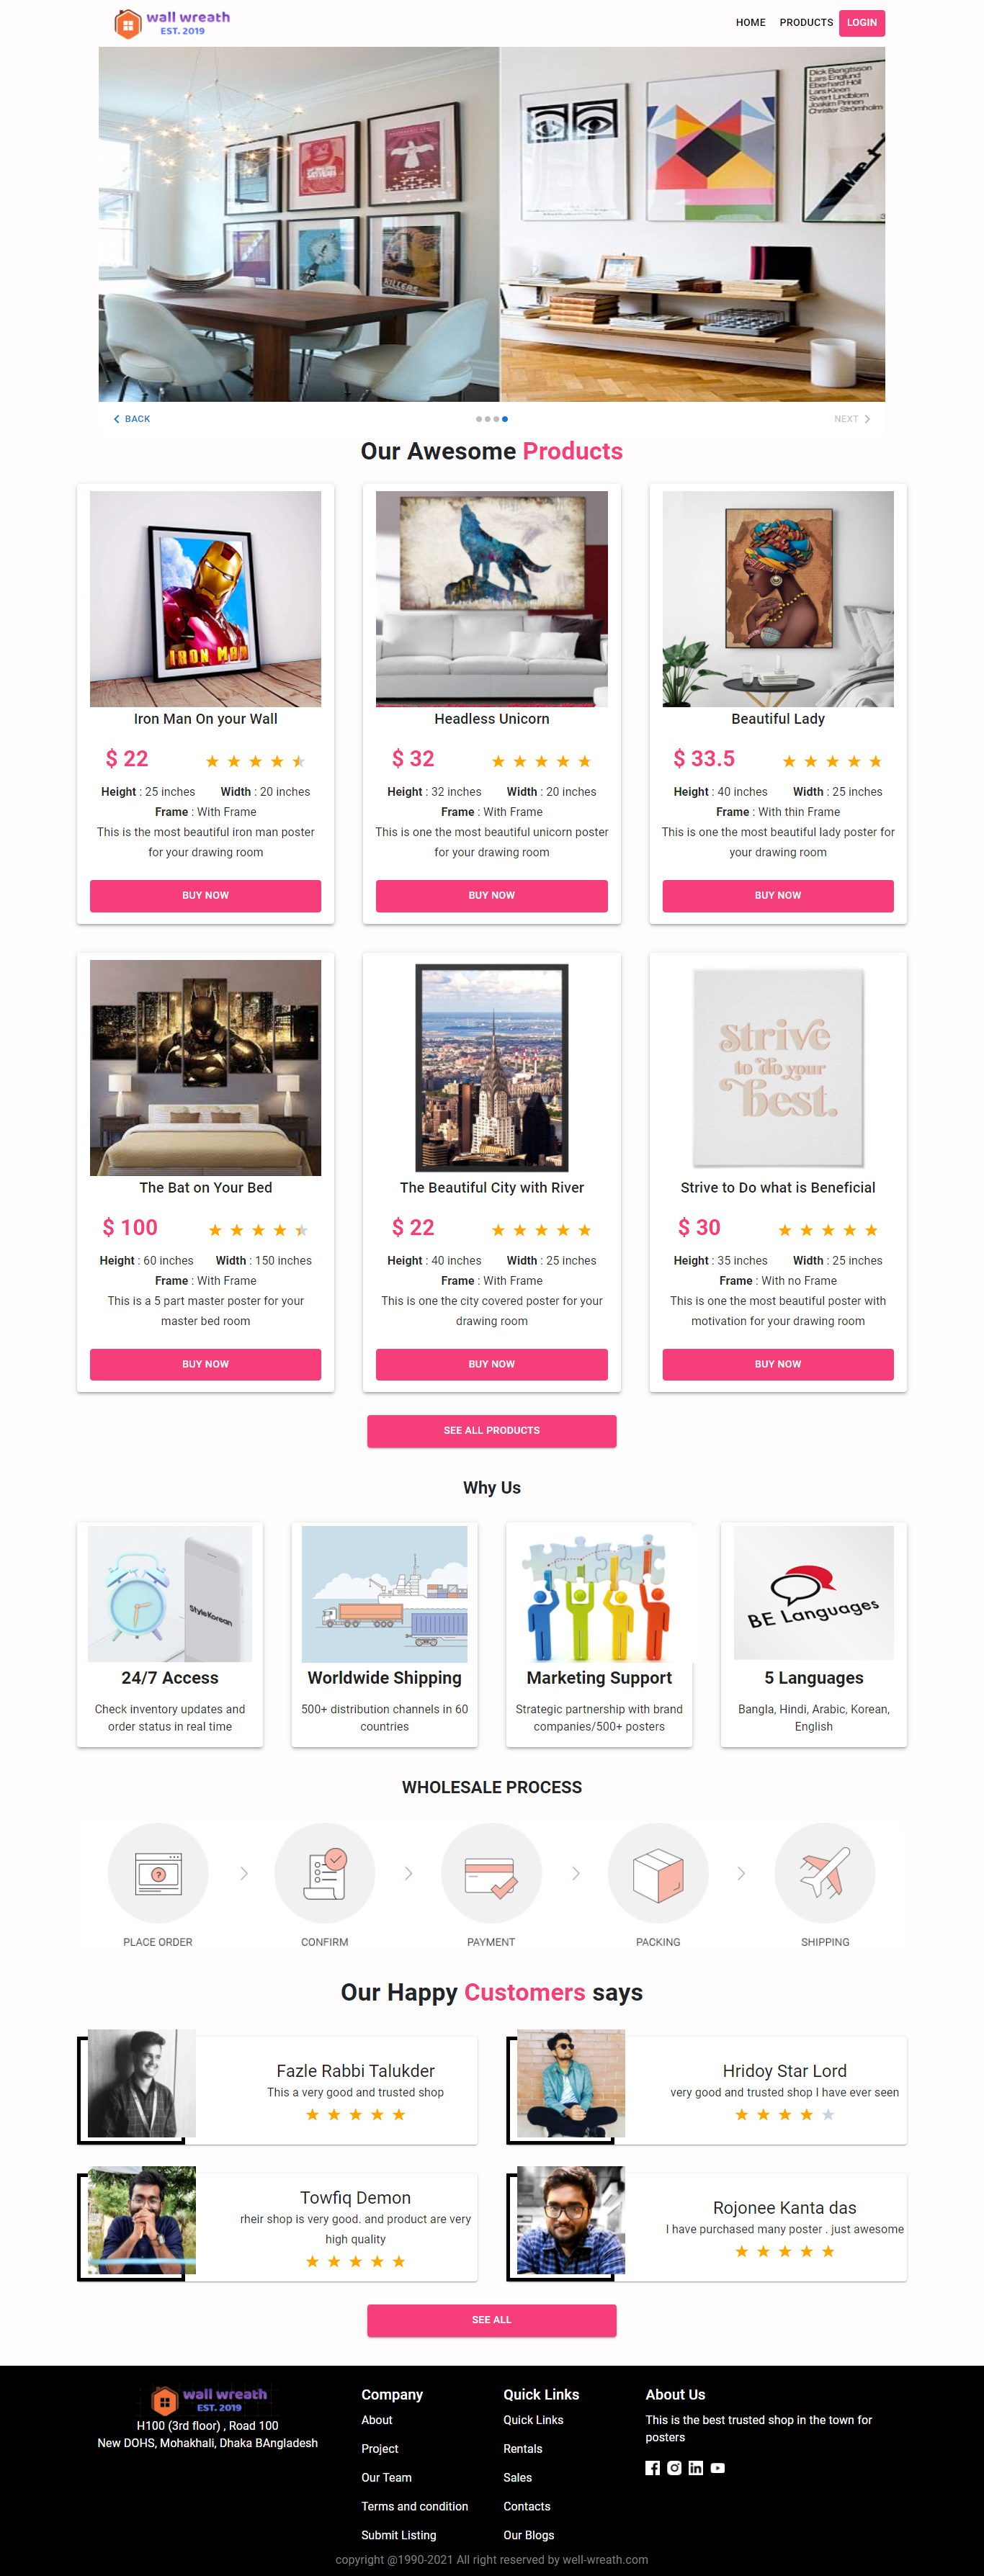 wall wreath
EST. 2019
HOME PRODUCTS LOGIN
Dick Bengtsson
Lars Englund
Eberhard Höll
Lars Kleen
Sivert Lindblom
Joakim Pirinen
Christer Strömholm
KILLERS
BACK
NEXT
Our Awesome Products
IRON MAN
Iron Man On your Wall
$ 22
Height : 25 inches Width : 20 inches
Frame : With Frame
This is the most beautiful iron man poster
for your drawing room
BUY NOW
Headless Unicorn
$ 32
Height : 32 inches Width : 20 inches
Frame : With Frame
This is one the most beautiful unicorn poster
for your drawing room
BUY NOW
Beautiful Lady
$ 33.5
Height : 40 inches Width : 25 inches
Frame : With thin Frame
This is one the most beautiful lady poster for
your drawing room
BUY NOW
The Bat on Your Bed
$ 100
Height : 60 inches Width : 150 inches
Frame : With Frame
This is a 5 part master poster for your
master bed room
BUY NOW
The Beautiful City with River
$ 22
Height : 40 inches Width : 25 inches
Frame : With Frame
This is one the city covered poster for your
drawing room
BUY NOW
Strive
to do your
best.
Strive to Do what is Beneficial
$ 30
Height : 35 inches Width : 25 inches
Frame : With no Frame
This is one the most beautiful poster with
motivation for your drawing room
BUY NOW
SEE ALL PRODUCTS
Why Us
StyleKorean
24/7 Access
Check inventory updates and
order status in real time
Worldwide Shipping
500+ distribution channels in 60
countries
Marketing Support
Strategic partnership with brand
companies/500+ posters
BE Languages
5 Languages
Bangla, Hindi, Arabic, Korean,
English
WHOLESALE PROCESS
?
PLACE ORDER
CONFIRM
PAYMENT
PACKING
SHIPPING
Our Happy Customers says
Fazle Rabbi Talukder
This a very good and trusted shop
Hridoy Star Lord
very good and trusted shop I have ever seen
Towfiq Demon
rheir shop is very good. and product are very
high quality
Rojonee Kanta das
I have purchased many poster . just awesome
SEE ALL
wall wreath
EST. 2019
H100 (3rd floor) , Road 100
New DOHS, Mohakhali, Dhaka BAngladesh
Company
About
Project
Our Team
Terms and condition
Submit Listing
Quick Links
Quick Links
Rentals
Sales
Contacts
Our Blogs
About Us
This is the best trusted shop in the town for
posters
copyright @1990-2021 All right reserved by well-wreath.com